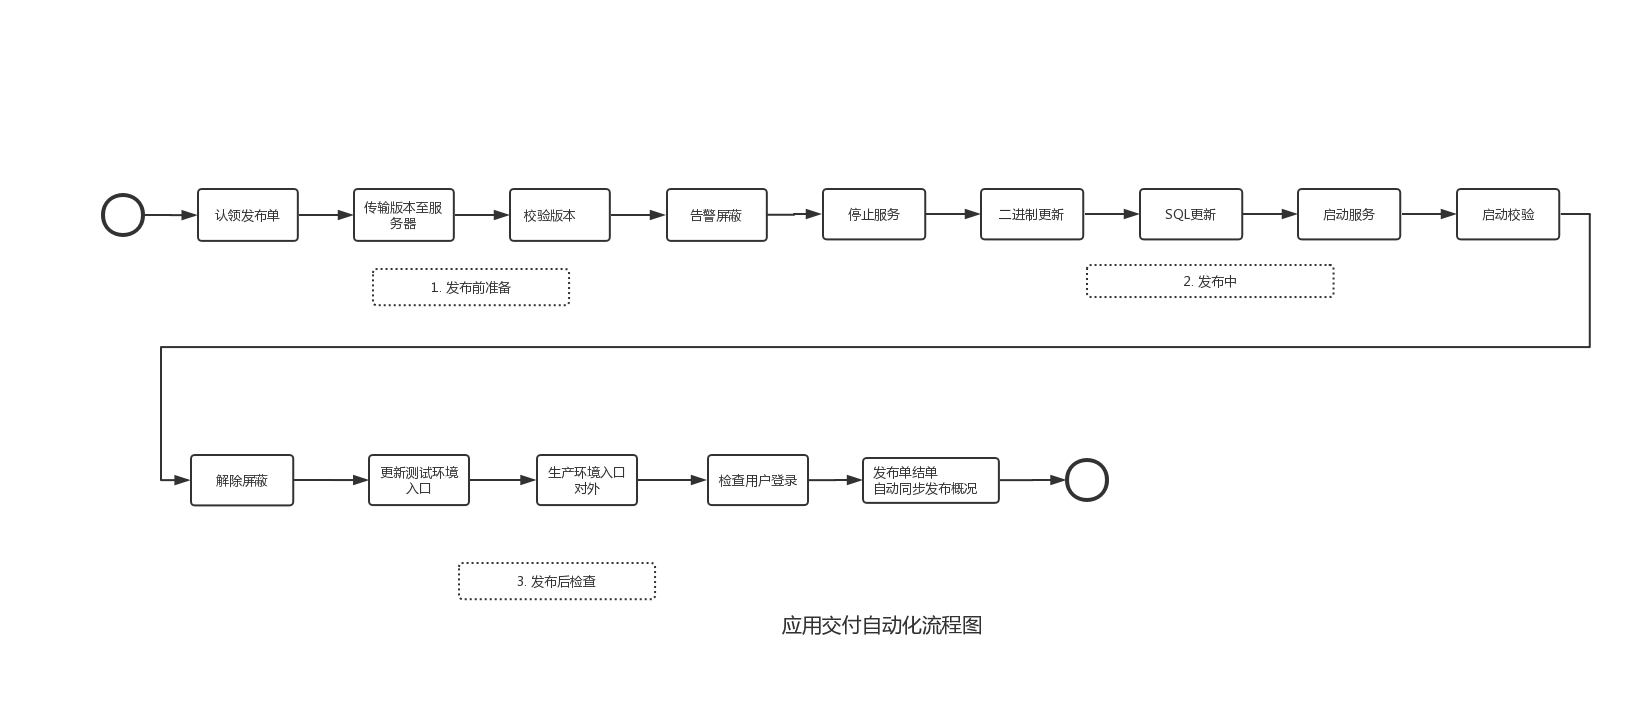 认领发布单
传输版本至服
务器
校验版本
告警屏蔽
停止服务
二进制更新
SQL更新
启动服务
启动校验
1. 发布前准备
2. 发布中
解除屏蔽
更新测试环境
入口
生产环境入口
对外
检查用户登录
发布单结单
自动同步发布概况
3. 发布后检查
应用交付自动化流程图